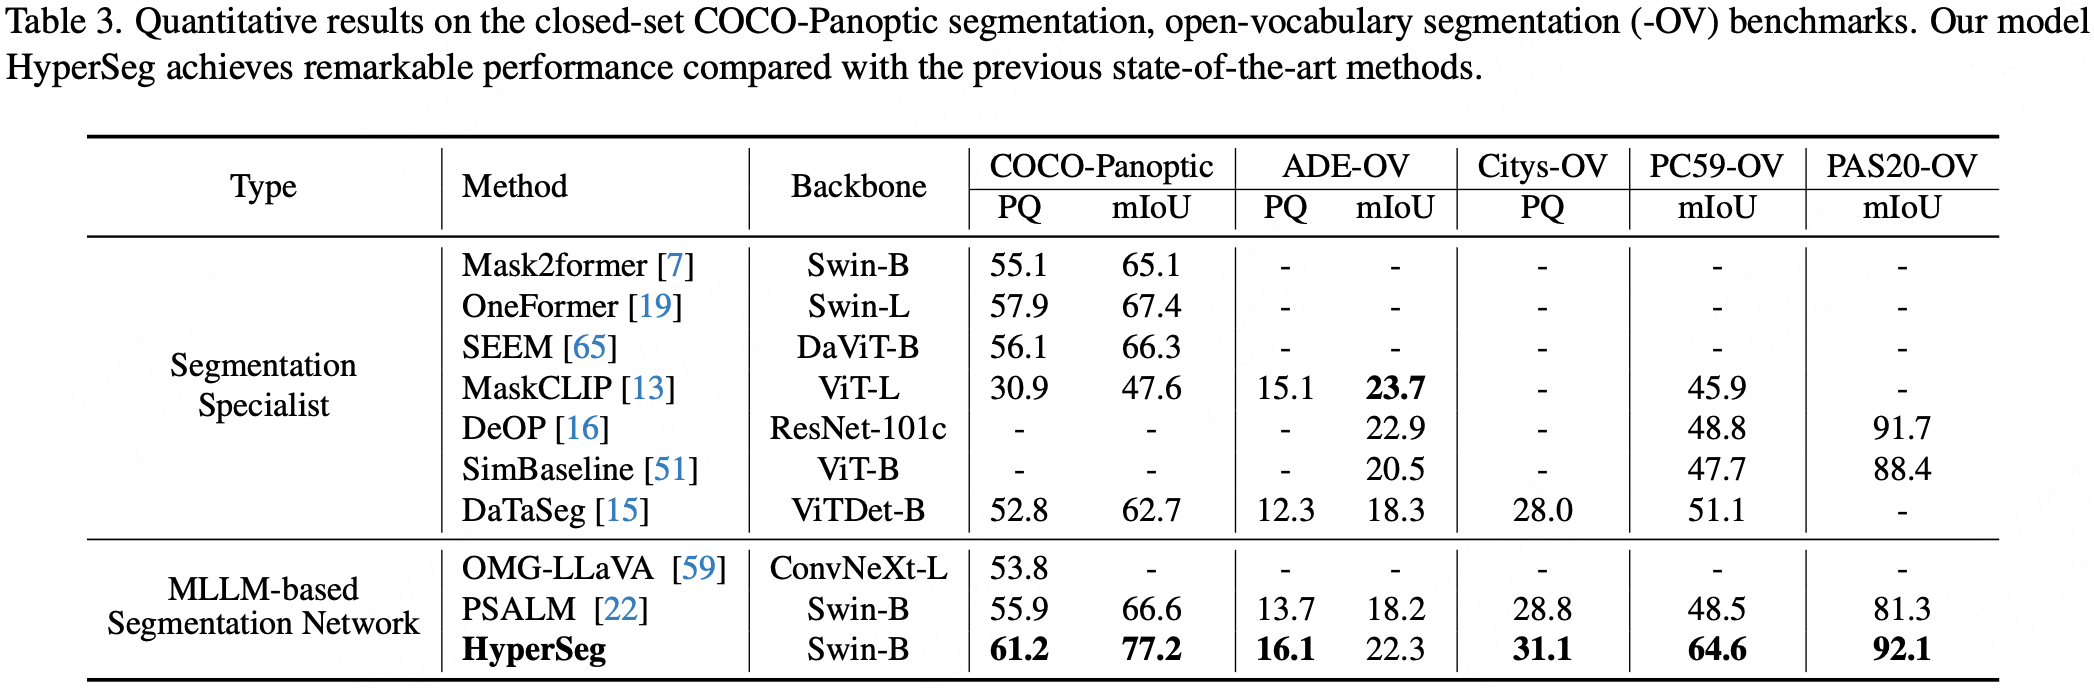 Table 3. Quantitative results on the closed-set COCO-Panoptic segmentation, open-vocabulary segmentation (-OV) benchmarks. Our model
HyperSeg achieves remarkable performance compared with the previous state-of-the-art methods.
Type Method Backbone COCO-Panoptic ADE-OV Citys-OV PC59-OV PAS20-OV
PQ mIoU PQ mIoU PQ mIoU mIoU
Segmentation Specialist
Mask2former [7] Swin-B 55.1 65.1 - - - - -
OneFormer [19] Swin-L 57.9 67.4 - - - - -
SEEM [65] DaViT-B 56.1 66.3 - - - - -
MaskCLIP [13] ViT-L 30.9 47.6 15.1 23.7 - 45.9 -
DeOP [16] ResNet-101c - - - 22.9 - 48.8 91.7
SimBaseline [51] ViT-B - - - 20.5 - 47.7 88.4
DaTaSeg [15] ViTDet-B 52.8 62.7 12.3 18.3 28.0 51.1 -
MLLM-based
Segmentation Network
OMG-LLaVA [59] ConvNeXt-L 53.8 - - - - - -
PSALM [22] Swin-B 55.9 66.6 13.7 18.2 28.8 48.5 81.3
HyperSeg Swin-B 61.2 77.2 16.1 22.3 31.1 64.6 92.1